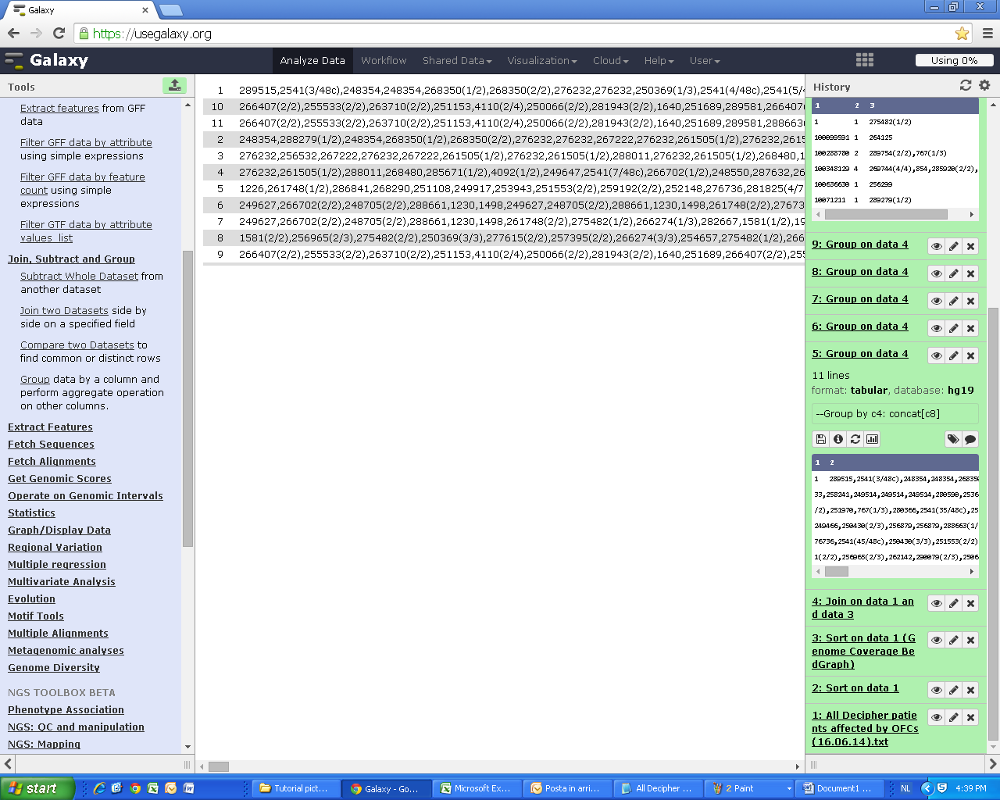 Galaxy
https://usegalaxy.org
Galaxy
Analyze Data
Workflow
Shared Data
Visualization
Cloud
Help
User
Using 0%
Tools
Extract features from GFF
data
Filter GFF data by attribute
using simple expressions
Filter GFF data by feature
count using simple
expressions
Filter GTF data by attribute
values_list
Join, Subtract and Group
Subtract Whole Dataset from
another dataset
Join two Datasets side by
side on a specified field
Compare two Datasets to
find common or distinct rows
Group data by a column and
perform aggregate operation
on other columns.
Extract Features
Fetch Sequences
Fetch Alignments
Get Genomic Scores
Operate on Genomic Intervals
Statistics
Graph/Display Data
Regional Variation
Multiple regression
Multivariate Analysis
Evolution
Motif Tools
Multiple Alignments
Metagenomic analyses
Genome Diversity
NGS TOOLBOX BETA
Phenotype Association
NGS: QC and manipulation
NGS: Mapping
1 289515,2541(3/48c),248354,248354,268350(1/2),268350(2/2),276232,276232,250369(1/3),2541(4/48c),2541(5/4
10 266407(2/2),255533(2/2),263710(2/2),251153,4110(2/4),250066(2/2),281943(2/2),1640,251689,289581,266407(
11 266407(2/2),255533(2/2),263710(2/2),251153,4110(2/4),250066(2/2),281943(2/2),1640,251689,289581,288663(
2 248354,288279(1/2),248354,268350(1/2),268350(2/2),276232,276232,267222,276232,261505(1/2),276232,2615
3 276232,256532,267222,276232,267222,261505(1/2),276232,261505(1/2),288011,276232,261505(1/2),268480,1
4 276232,261505(1/2),288011,268480,285671(1/2),4092(1/2),249647,2541(7/48c),266702(1/2),248550,287632,26
5 1226,261748(1/2),286841,268290,251108,249917,253943,251553(2/2),259192(2/2),252148,276736,281825(4/7
6 249627,266702(2/2),248705(2/2),288661,1230,1498,249627,248705(2/2),288661,1230,1498,261748(2/2),27673
7 249627,266702(2/2),248705(2/2),288661,1230,1498,261748(2/2),275482(1/2),266274(1/3),282667,1581(1/2),19
8 1581(2/2),256965(2/3),275482(2/2),250369(3/3),277615(2/2),257395(2/2),266274(3/3),254657,275482(1/2),266
9 266407(2/2),255533(2/2),263710(2/2),251153,4110(2/4),250066(2/2),281943(2/2),1640,251689,266407(2/2),255
History
1 2 3
1 1 275482(1/2)
100099591 1 264125
100288780 2 289754(2/2),767(1/3)
100348129 4 269744(4/4),854,285920(2/2),
100636630 1 256299
10071211 1 289279(1/2)
9: Group on data 4
8: Group on data 4
7: Group on data 4
6: Group on data 4
5: Group on data 4
11 lines
format: tabular, database: hg19
--Group by c4: concat[c8]
1 2
1 289515,2541(3/48c),248354,248354,26835
33,258241,249514,249514,249514,280590,2536
/2),251970,767(1/3),280366,2541(35/48c),25
249466,250430(2/3),256879,256879,288663(1/
76736,2541(45/48c),250430(3/3),251553(2/2)
1(2/2),256965(2/3),262142,290079(2/3),2506
4: Join on data 1 an
d data 3
3: Sort on data 1 (G
enome Coverage Be
dGraph)
2: Sort on data 1
1: All Decipher patie
nts affected by OFCs
(16.06.14).txt
start
Tutorial pict...
Galaxy - Go...
Microsoft Ex...
Posta in arri...
All Decipher ...
2 Paint
Document1 ...
NL
4:39 PM